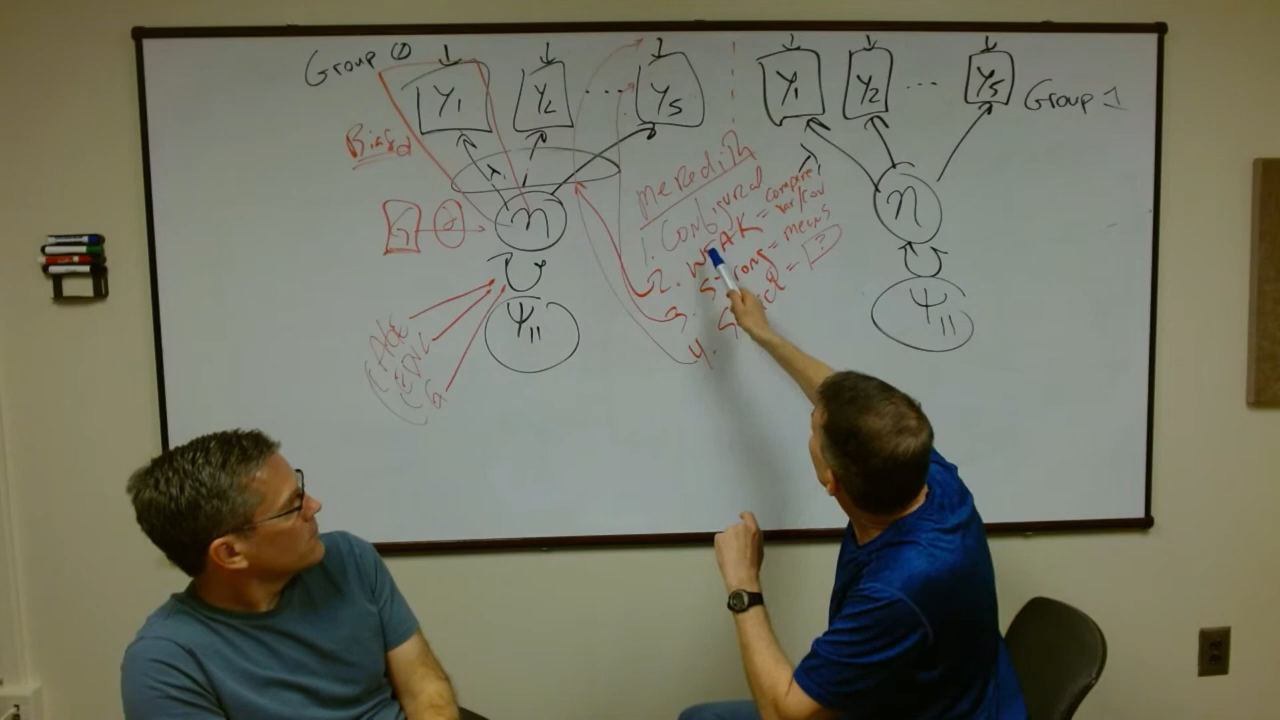 Group 0
Y1 Y2 ... Y5
Y1 Y2 ... Y5
Group 1
Biased
λ
G
η
η
Meredith
1. Configural
2. WEAK = compare var/cov
3. Strong = means
4. = ?
Ψ11
Ψ11
Age
G